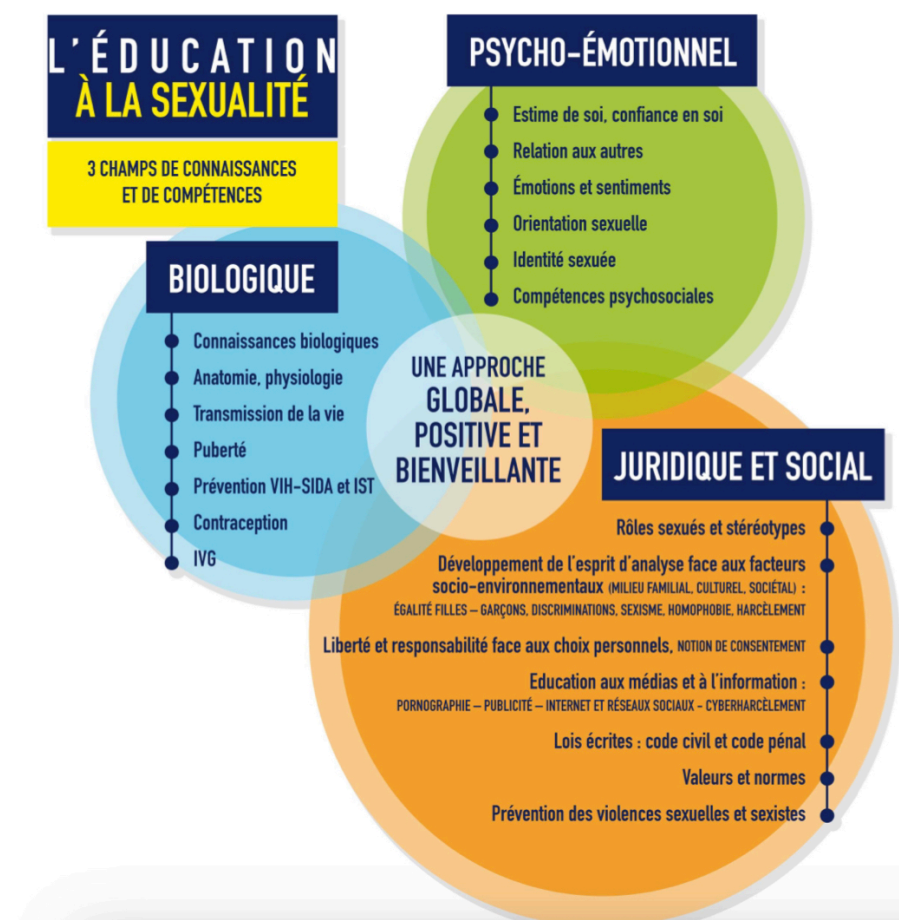 L'ÉDUCATION
À LA SEXUALITÉ
3 CHAMPS DE CONNAISSANCES
ET DE COMPÉTENCES
PSYCHO-ÉMOTIONNEL
Estime de soi, confiance en soi
Relation aux autres
Émotions et sentiments
Orientation sexuelle
Identité sexuée
Compétences psychosociales
BIOLOGIQUE
Connaissances biologiques
Anatomie, physiologie
Transmission de la vie
Puberté
Prévention VIH-SIDA et IST
Contraception
IVG
UNE APPROCHE
GLOBALE,
POSITIVE ET
BIENVEILLANTE
JURIDIQUE ET SOCIAL
Rôles sexués et stéréotypes
Développement de l'esprit d'analyse face aux facteurs
socio-environnementaux (MILIEU FAMILIAL, CULTUREL, SOCIÉTAL) :
ÉGALITÉ FILLES – GARÇONS, DISCRIMINATIONS, SEXISME, HOMOPHOBIE, HARCÈLEMENT
Liberté et responsabilité face aux choix personnels, NOTION DE CONSENTEMENT
Education aux médias et à l'information :
PORNOGRAPHIE – PUBLICITÉ – INTERNET ET RÉSEAUX SOCIAUX - CYBERHARCÈLEMENT
Lois écrites : code civil et code pénal
Valeurs et normes
Prévention des violences sexuelles et sexistes